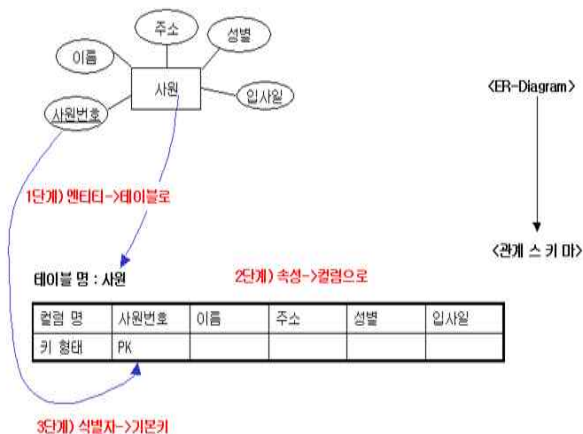 주소
성별
이름
사원
입사일
사원번호
<ER-Diagram>
1단계) 엔티티->테이블로
<관계 스키마>
테이블 명 : 사원
2단계) 속성->컬럼으로
컬럼 명 사원번호 이름 주소 성별 입사일
키 형태 PK
3단계) 식별자->기본키